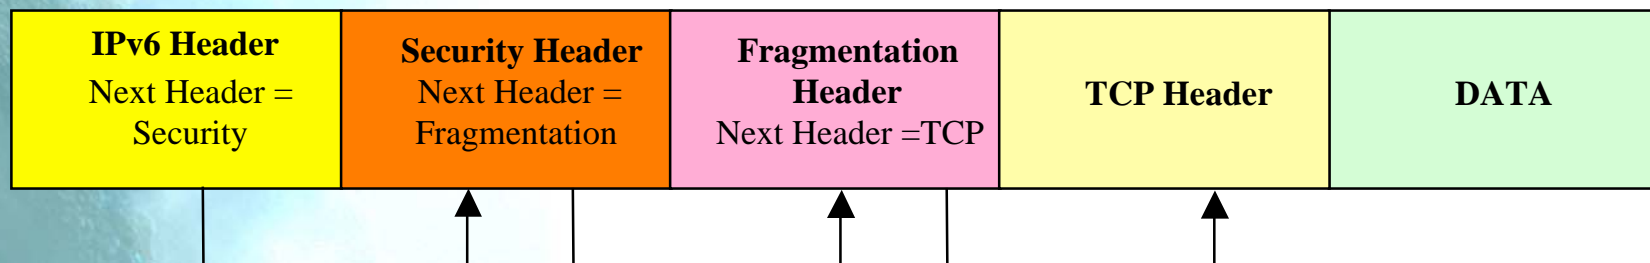 IPv6 Header
Next Header =
Security
Security Header
Next Header =
Fragmentation
Fragmentation
Header
Next Header =TCP
TCP Header
DATA